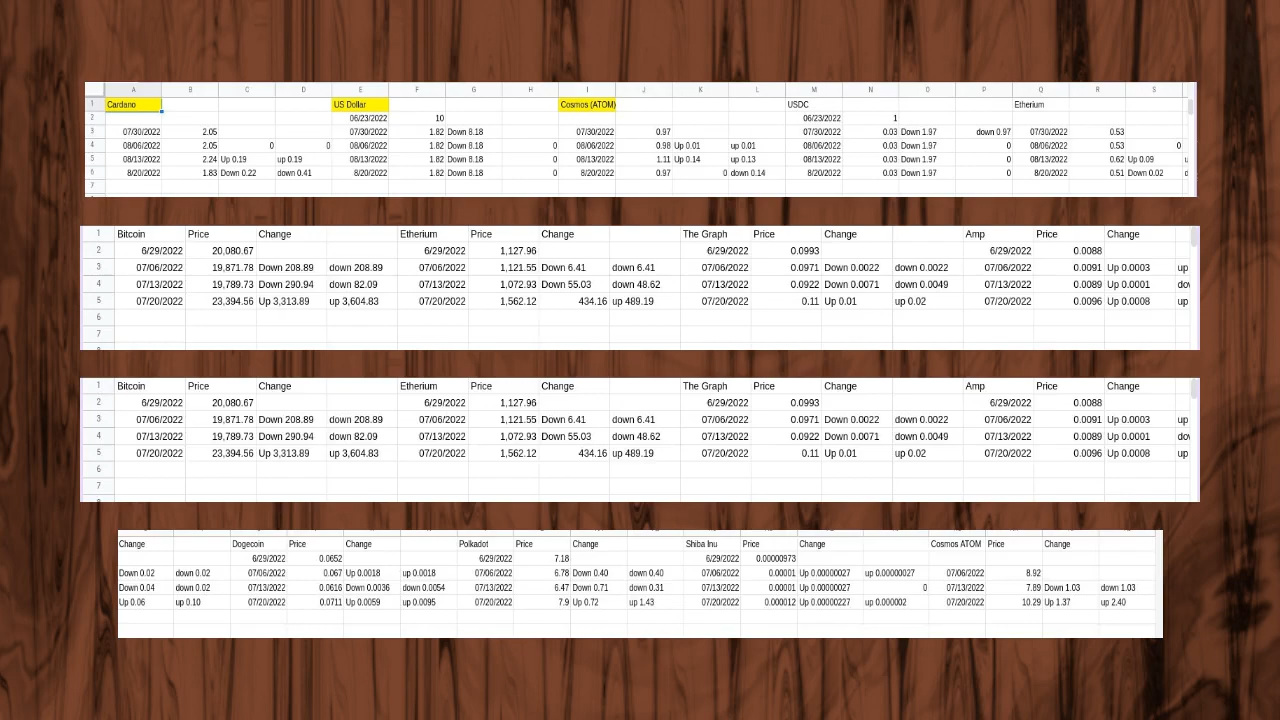 A B C D E F G H I J K L M N O P Q R S
1 Cardano US Dollar Cosmos (ATOM) USDC Etherium
2 06/23/2022 10 06/23/2022 1
3 07/30/2022 2.05 07/30/2022 1.82 Down 8.18 07/30/2022 0.97 07/30/2022 0.03 Down 1.97 down 0.97 07/30/2022 0.53
4 08/06/2022 2.05 0 0 08/06/2022 1.82 Down 8.18 0 08/06/2022 0.98 Up 0.01 up 0.01 08/06/2022 0.03 Down 1.97 0 08/06/2022 0.53 0
5 08/13/2022 2.24 Up 0.19 up 0.19 08/13/2022 1.82 Down 8.18 0 08/13/2022 1.11 Up 0.14 up 0.13 08/13/2022 0.03 Down 1.97 0 08/13/2022 0.62 Up 0.09 u
6 8/20/2022 1.83 Down 0.22 down 0.41 8/20/2022 1.82 Down 8.18 0 8/20/2022 0.97 0 down 0.14 8/20/2022 0.03 Down 1.97 0 8/20/2022 0.51 Down 0.02
7
1 Bitcoin Price Change Etherium Price Change The Graph Price Change Amp Price Change
2 6/29/2022 20,080.67 6/29/2022 1,127.96 6/29/2022 0.0993 6/29/2022 0.0088
3 07/06/2022 19,871.78 Down 208.89 down 208.89 07/06/2022 1,121.55 Down 6.41 down 6.41 07/06/2022 0.0971 Down 0.0022 down 0.0022 07/06/2022 0.0091 Up 0.0003 up
4 07/13/2022 19,789.73 Down 290.94 down 82.09 07/13/2022 1,072.93 Down 55.03 down 48.62 07/13/2022 0.0922 Down 0.0071 down 0.0049 07/13/2022 0.0089 Up 0.0001 dov
5 07/20/2022 23,394.56 Up 3,313.89 up 3,604.83 07/20/2022 1,562.12 434.16 up 489.19 07/20/2022 0.11 Up 0.01 up 0.02 07/20/2022 0.0096 Up 0.0008 up
6
7
1 Bitcoin Price Change Etherium Price Change The Graph Price Change Amp Price Change
2 6/29/2022 20,080.67 6/29/2022 1,127.96 6/29/2022 0.0993 6/29/2022 0.0088
3 07/06/2022 19,871.78 Down 208.89 down 208.89 07/06/2022 1,121.55 Down 6.41 down 6.41 07/06/2022 0.0971 Down 0.0022 down 0.0022 07/06/2022 0.0091 Up 0.0003 up
4 07/13/2022 19,789.73 Down 290.94 down 82.09 07/13/2022 1,072.93 Down 55.03 down 48.62 07/13/2022 0.0922 Down 0.0071 down 0.0049 07/13/2022 0.0089 Up 0.0001 dov
5 07/20/2022 23,394.56 Up 3,313.89 up 3,604.83 07/20/2022 1,562.12 434.16 up 489.19 07/20/2022 0.11 Up 0.01 up 0.02 07/20/2022 0.0096 Up 0.0008 up
6
7
Change Dogecoin Price Change Polkadot Price Change Shiba Inu Price Change Cosmos ATOM Price Change
6/29/2022 0.0652 6/29/2022 7.18 6/29/2022 0.00000973
Down 0.02 down 0.02 07/06/2022 0.067 Up 0.0018 up 0.0018 07/06/2022 6.78 Down 0.40 down 0.40 07/06/2022 0.00001 Up 0.00000027 up 0.00000027 07/06/2022 8.92
Down 0.04 down 0.02 07/13/2022 0.0616 Down 0.0036 down 0.0054 07/13/2022 6.47 Down 0.71 down 0.31 07/13/2022 0.00001 Up 0.00000027 0 07/13/2022 7.89 Down 1.03 down 1.03
Up 0.06 up 0.10 07/20/2022 0.0711 Up 0.0059 up 0.0095 07/20/2022 7.9 Up 0.72 up 1.43 07/20/2022 0.000012 Up 0.00000227 up 0.000002 07/20/2022 10.29 Up 1.37 up 2.40